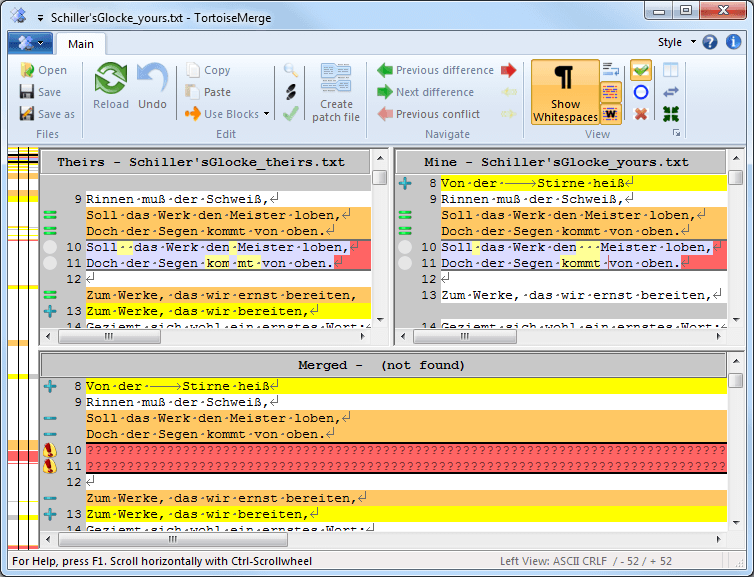 Schiller'sGlocke_yours.txt - TortoiseMerge
Main
Style
Open
Save
Save as
Files
Reload
Undo
Copy
Paste
Use Blocks
Edit
Create patch file
Previous difference
Next difference
Previous conflict
Navigate
Show Whitespaces
View
Theirs - Schiller'sGlocke_theirs.txt
9 Rinnen·muß·der·Schweiß,↵
Soll·das·Werk·den·Meister·loben,↵
Doch·der·Segen·kommt·von·oben.↵
10 Soll··das·Werk·den·Meister·loben,↵
11 Doch·der·Segen·kom·mt·von·oben.↵
12 ↵
Zum·Werke,·das·wir·ernst·bereiten,
13 Zum·Werke,·das·wir·bereiten,↵
14 Geziemt·sich·wohl·ein·ernstes·Wort;
Mine - Schiller'sGlocke_yours.txt
8 Von·der·⟶Stirne·heiß↵
9 Rinnen·muß·der·Schweiß,↵
Soll·das·Werk·den·Meister·loben,↵
Doch·der·Segen·kommt·von·oben.↵
10 Soll·das·Werk·den···Meister·loben,↵
11 Doch·der·Segen·kommt·von·oben.↵
12 ↵
13 Zum·Werke,·das·wir·ernst·bereiten,↵
14 Geziemt·sich·wohl·ein·ernstes·Wort;
Merged - (not found)
8 Von·der·⟶Stirne·heiß↵
9 Rinnen·muß·der·Schweiß,↵
Soll·das·Werk·den·Meister·loben,↵
Doch·der·Segen·kommt·von·oben.↵
10 ????????????????????????????????????????????????????????????????????????????????
11 ????????????????????????????????????????????????????????????????????????????????
12 ↵
Zum·Werke,·das·wir·ernst·bereiten,↵
13 Zum·Werke,·das·wir·bereiten,↵
14 Geziemt·sich·wohl·ein·ernstes·Wort;
For Help, press F1. Scroll horizontally with Ctrl-Scrollwheel
Left View: ASCII CRLF / - 52 / + 52